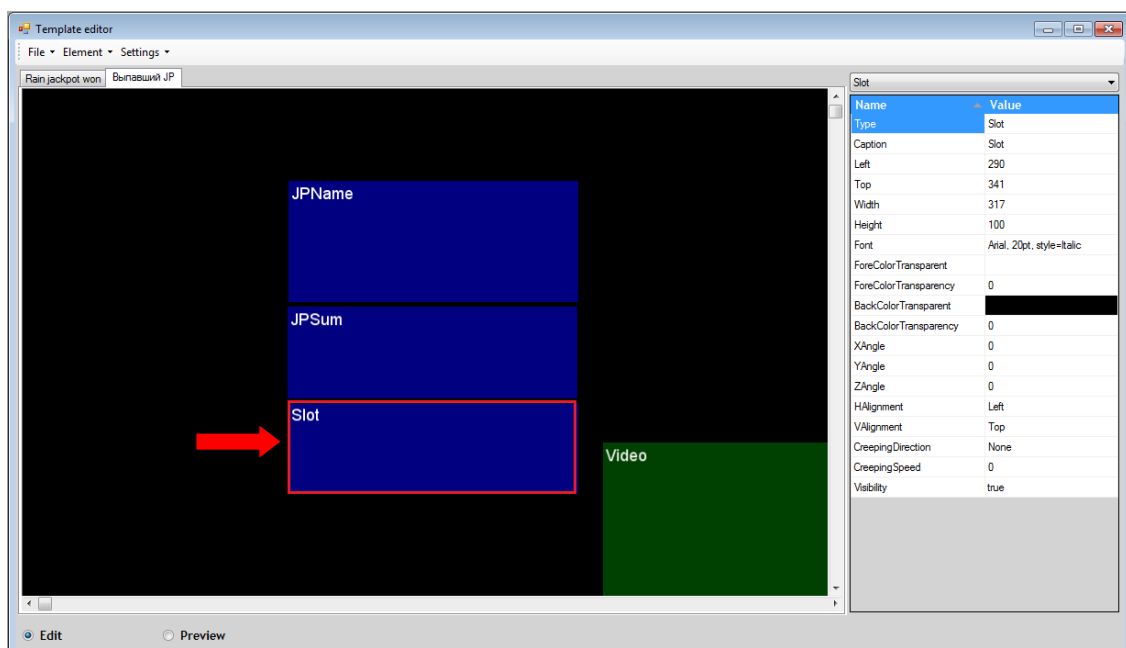 Template editor
File Element Settings
Rain jackpot won Выпавший JP
JPName
JPSum
Slot
Video
Slot
Name Value
Type Slot
Caption Slot
Left 290
Top 341
Width 317
Height 100
Font Arial, 20pt, style=Italic
ForeColorTransparent
ForeColorTransparency 0
BackColorTransparent
BackColorTransparency 0
XAngle 0
YAngle 0
ZAngle 0
HAlignment Left
VAlignment Top
CreepingDirection None
CreepingSpeed 0
Visibility true
Edit Preview